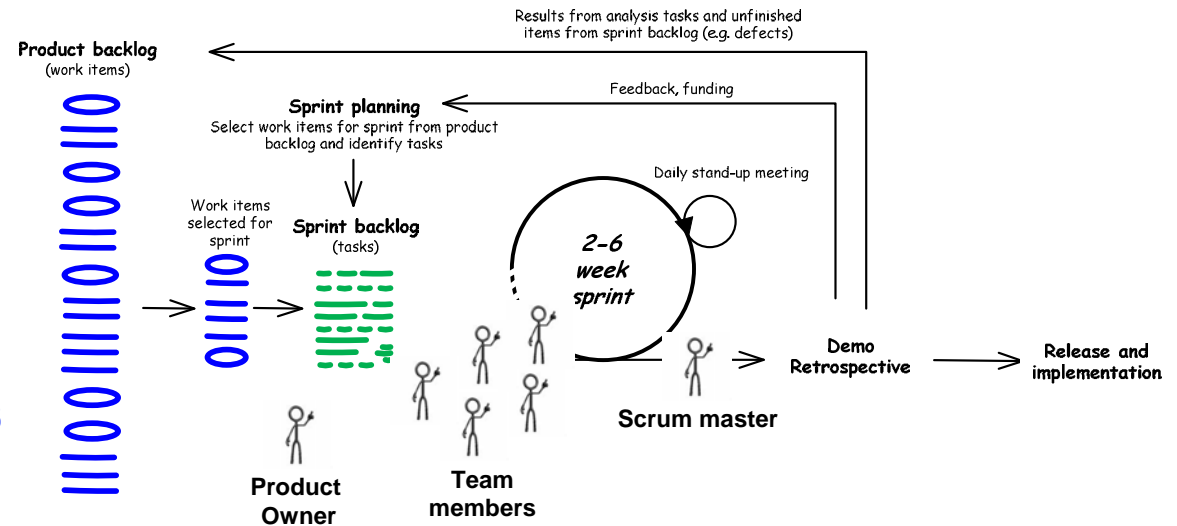 Results from analysis tasks and unfinished
items from sprint backlog (e.g. defects)
Product backlog
(work items)
Feedback, funding
Sprint planning
Select work items for sprint from product
backlog and identify tasks
Daily stand-up meeting
Work items
selected for
sprint
Sprint backlog
(tasks)
2-6
week
sprint
Demo
Retrospective
Release and
implementation
Scrum master
Team
members
Product
Owner